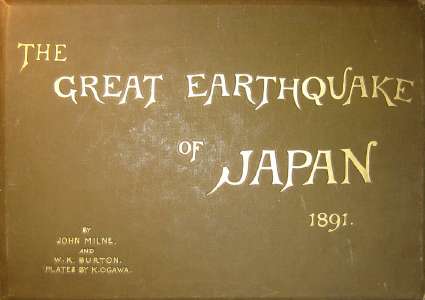 THE
GREAT EARTHQUAKE
OF JAPAN
1891.
BY
JOHN MILNE.
AND
W. K. BURTON.
PLATES BY K. OGAWA.